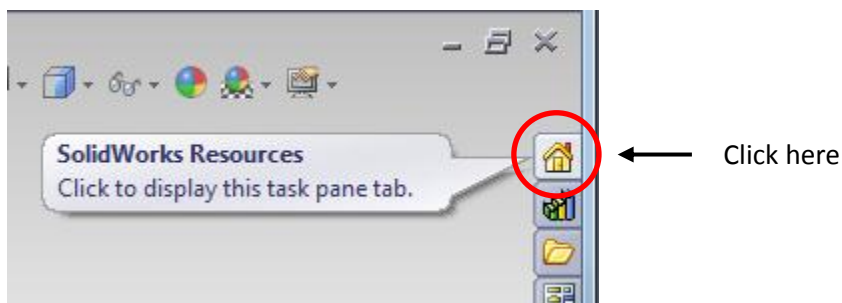 SolidWorks Resources
Click here
Click to display this task pane tab.